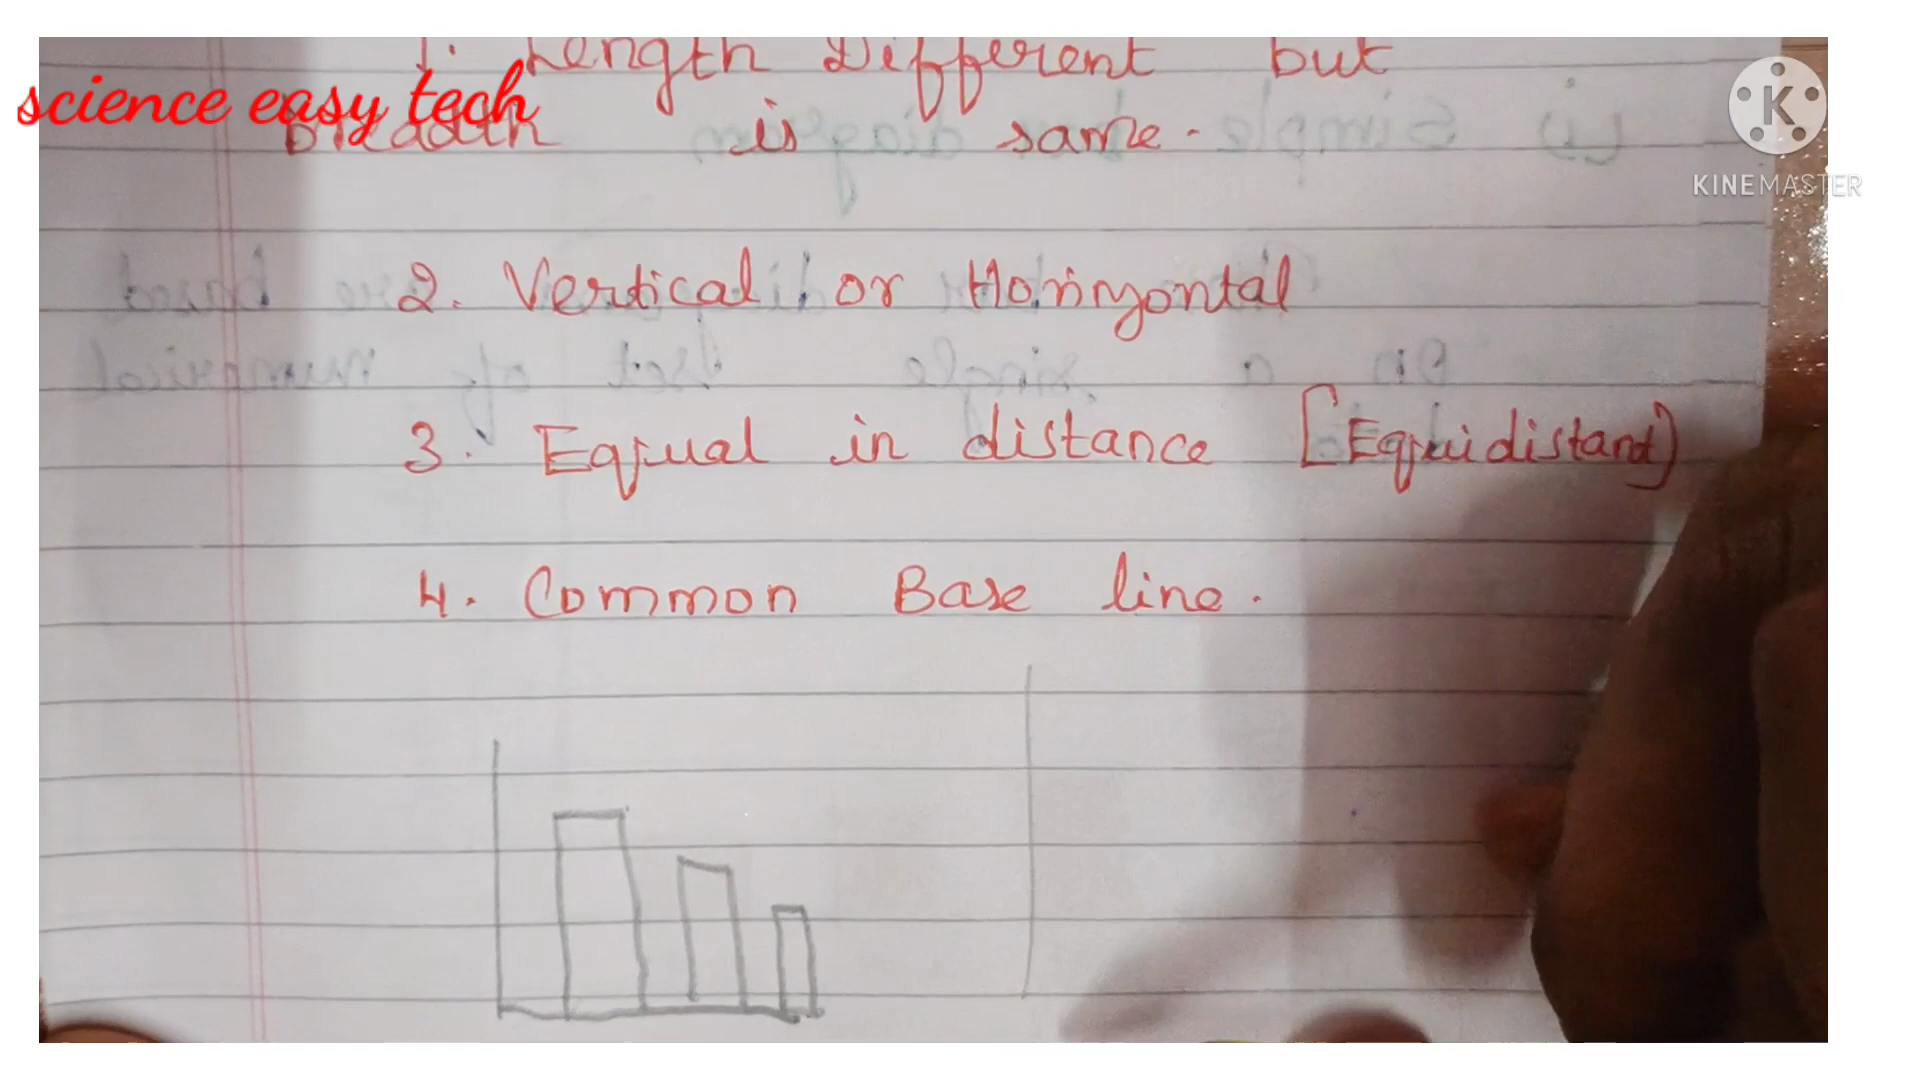 1. Length Different but
science easy tech
Breadth is same.
KINEMASTER
2. Vertical or Horizontal
3. Equal in distance [Equidistant]
4. Common Base line.